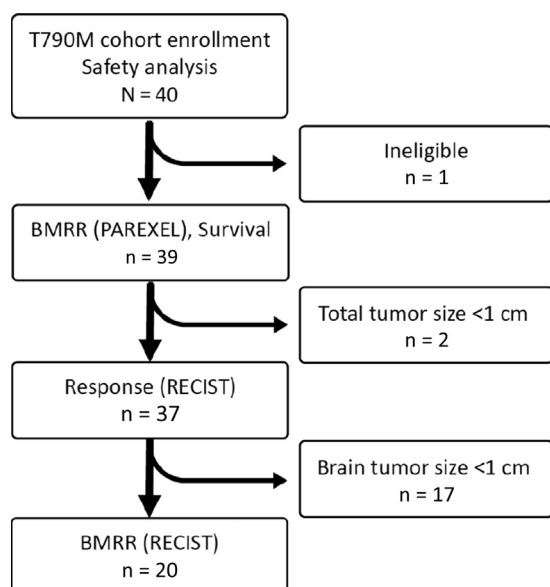 T790M cohort enrollment
Safety analysis
N = 40
Ineligible
n = 1
BMRR (PAREXEL), Survival
n = 39
Total tumor size <1 cm
n = 2
Response (RECIST)
n = 37
Brain tumor size <1 cm
n = 17
BMRR (RECIST)
n = 20